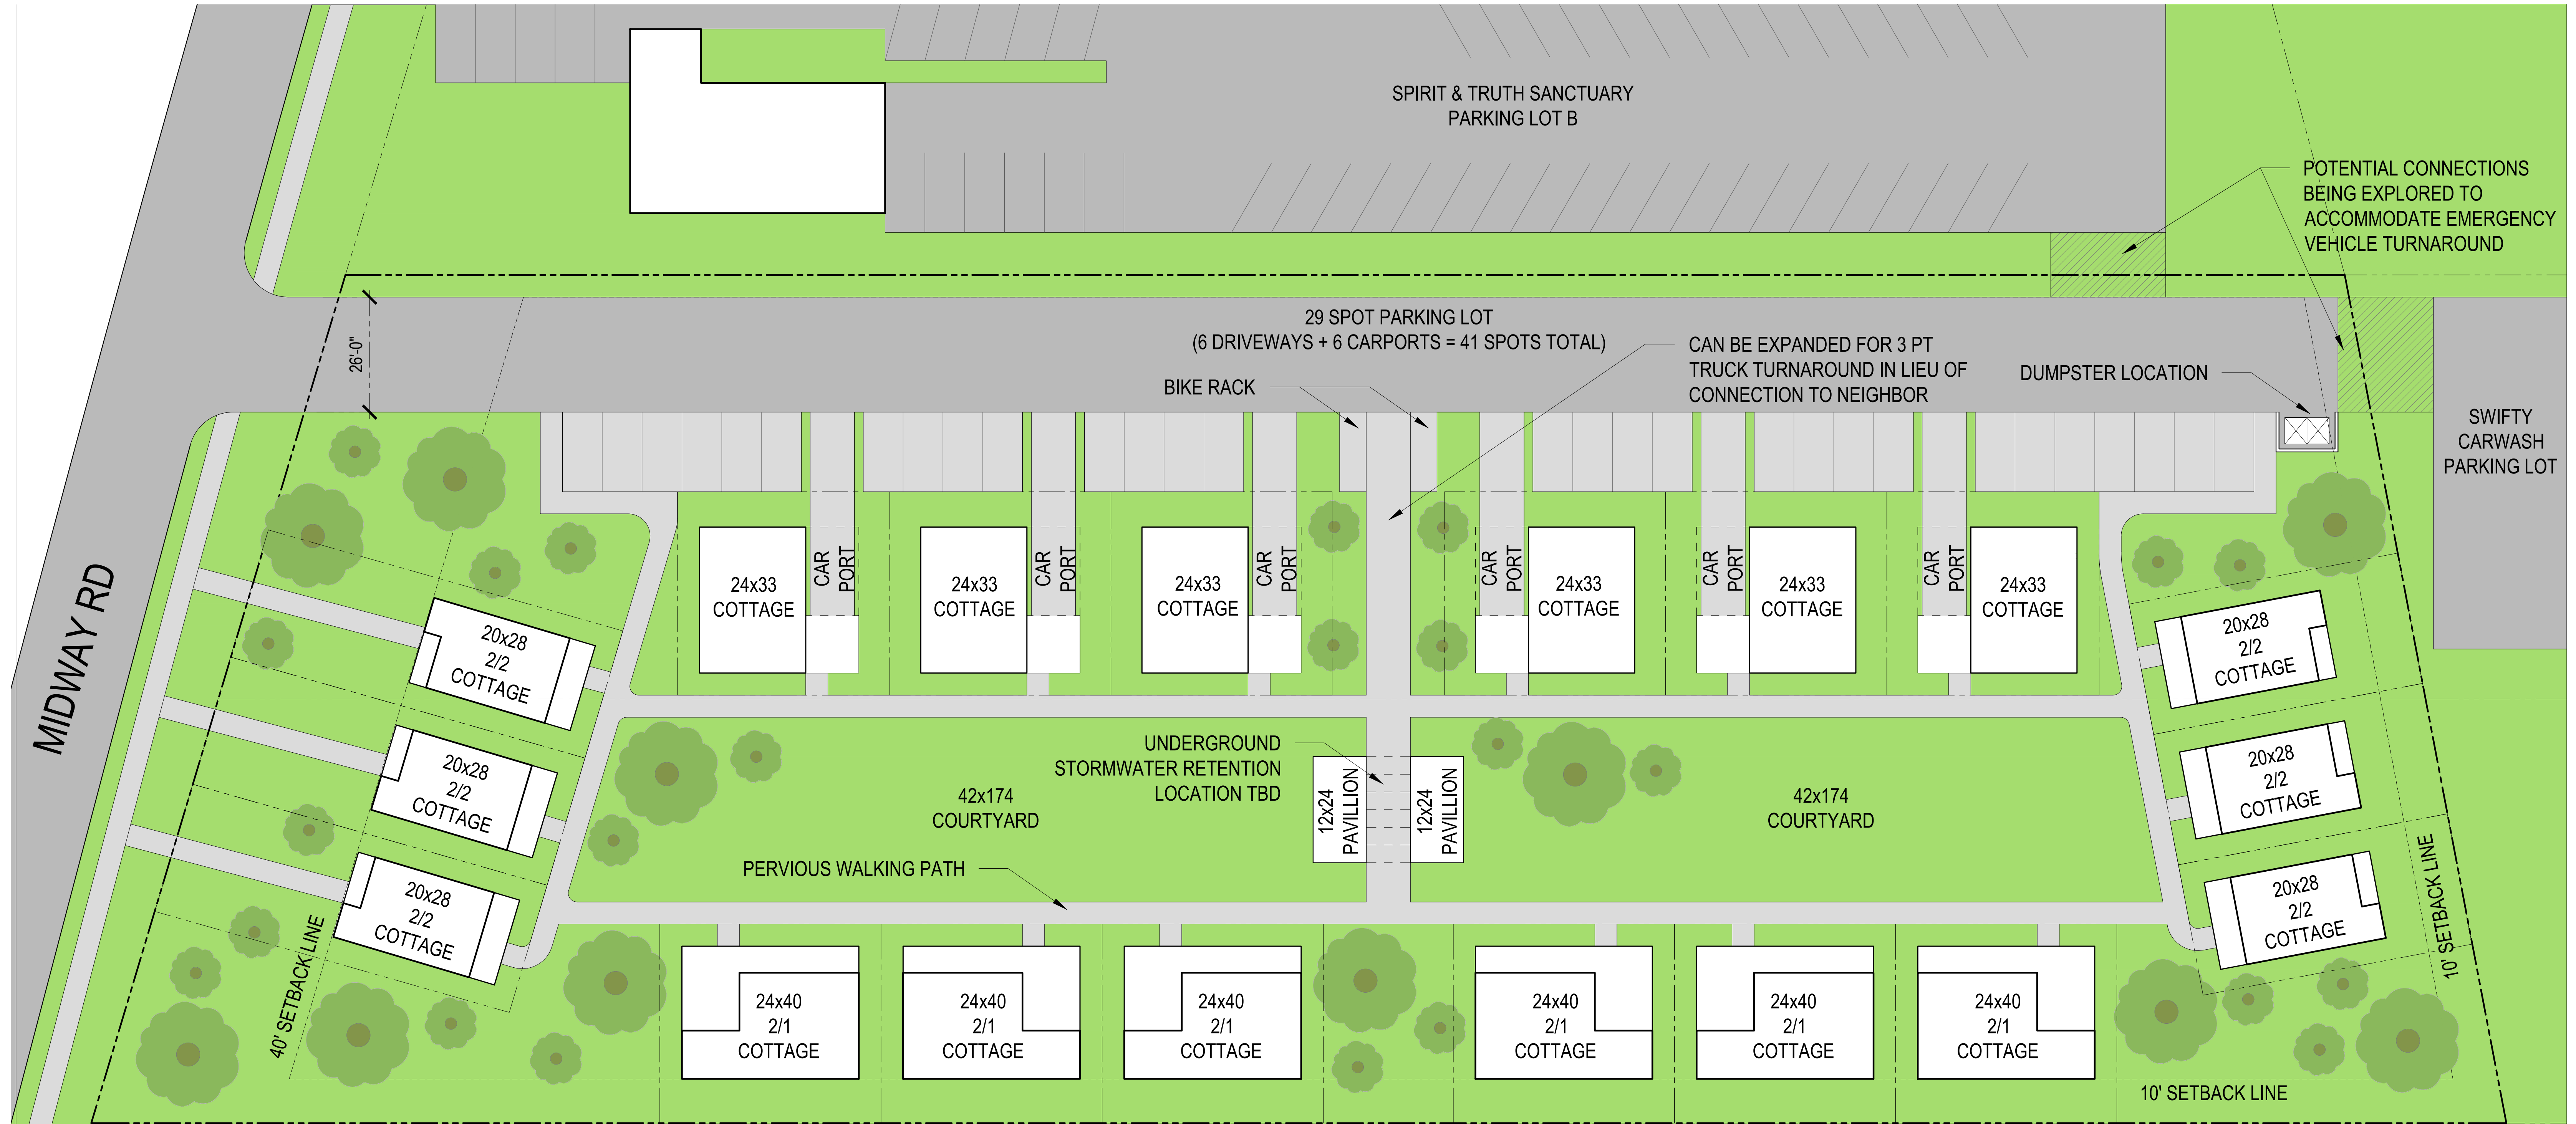 SPIRIT & TRUTH SANCTUARY
PARKING LOT B
POTENTIAL CONNECTIONS
BEING EXPLORED TO
ACCOMMODATE EMERGENCY
VEHICLE TURNAROUND
29 SPOT PARKING LOT
(6 DRIVEWAYS + 6 CARPORTS = 41 SPOTS TOTAL)
26'-0"
CAN BE EXPANDED FOR 3 PT
TRUCK TURNAROUND IN LIEU OF
CONNECTION TO NEIGHBOR
BIKE RACK
DUMPSTER LOCATION
SWIFTY
CARWASH
PARKING LOT
MIDWAY RD
24x33
COTTAGE
CAR
PORT
24x33
COTTAGE
CAR
PORT
24x33
COTTAGE
CAR
PORT
CAR
PORT
24x33
COTTAGE
CAR
PORT
24x33
COTTAGE
CAR
PORT
24x33
COTTAGE
20x28
2/2
COTTAGE
20x28
2/2
COTTAGE
20x28
2/2
COTTAGE
20x28
2/2
COTTAGE
20x28
2/2
COTTAGE
20x28
2/2
COTTAGE
UNDERGROUND
STORMWATER RETENTION
LOCATION TBD
42x174
COURTYARD
12x24
PAVILLION
12x24
PAVILLION
42x174
COURTYARD
PERVIOUS WALKING PATH
40' SETBACK LINE
10' SETBACK LINE
24x40
2/1
COTTAGE
24x40
2/1
COTTAGE
24x40
2/1
COTTAGE
24x40
2/1
COTTAGE
24x40
2/1
COTTAGE
24x40
2/1
COTTAGE
10' SETBACK LINE